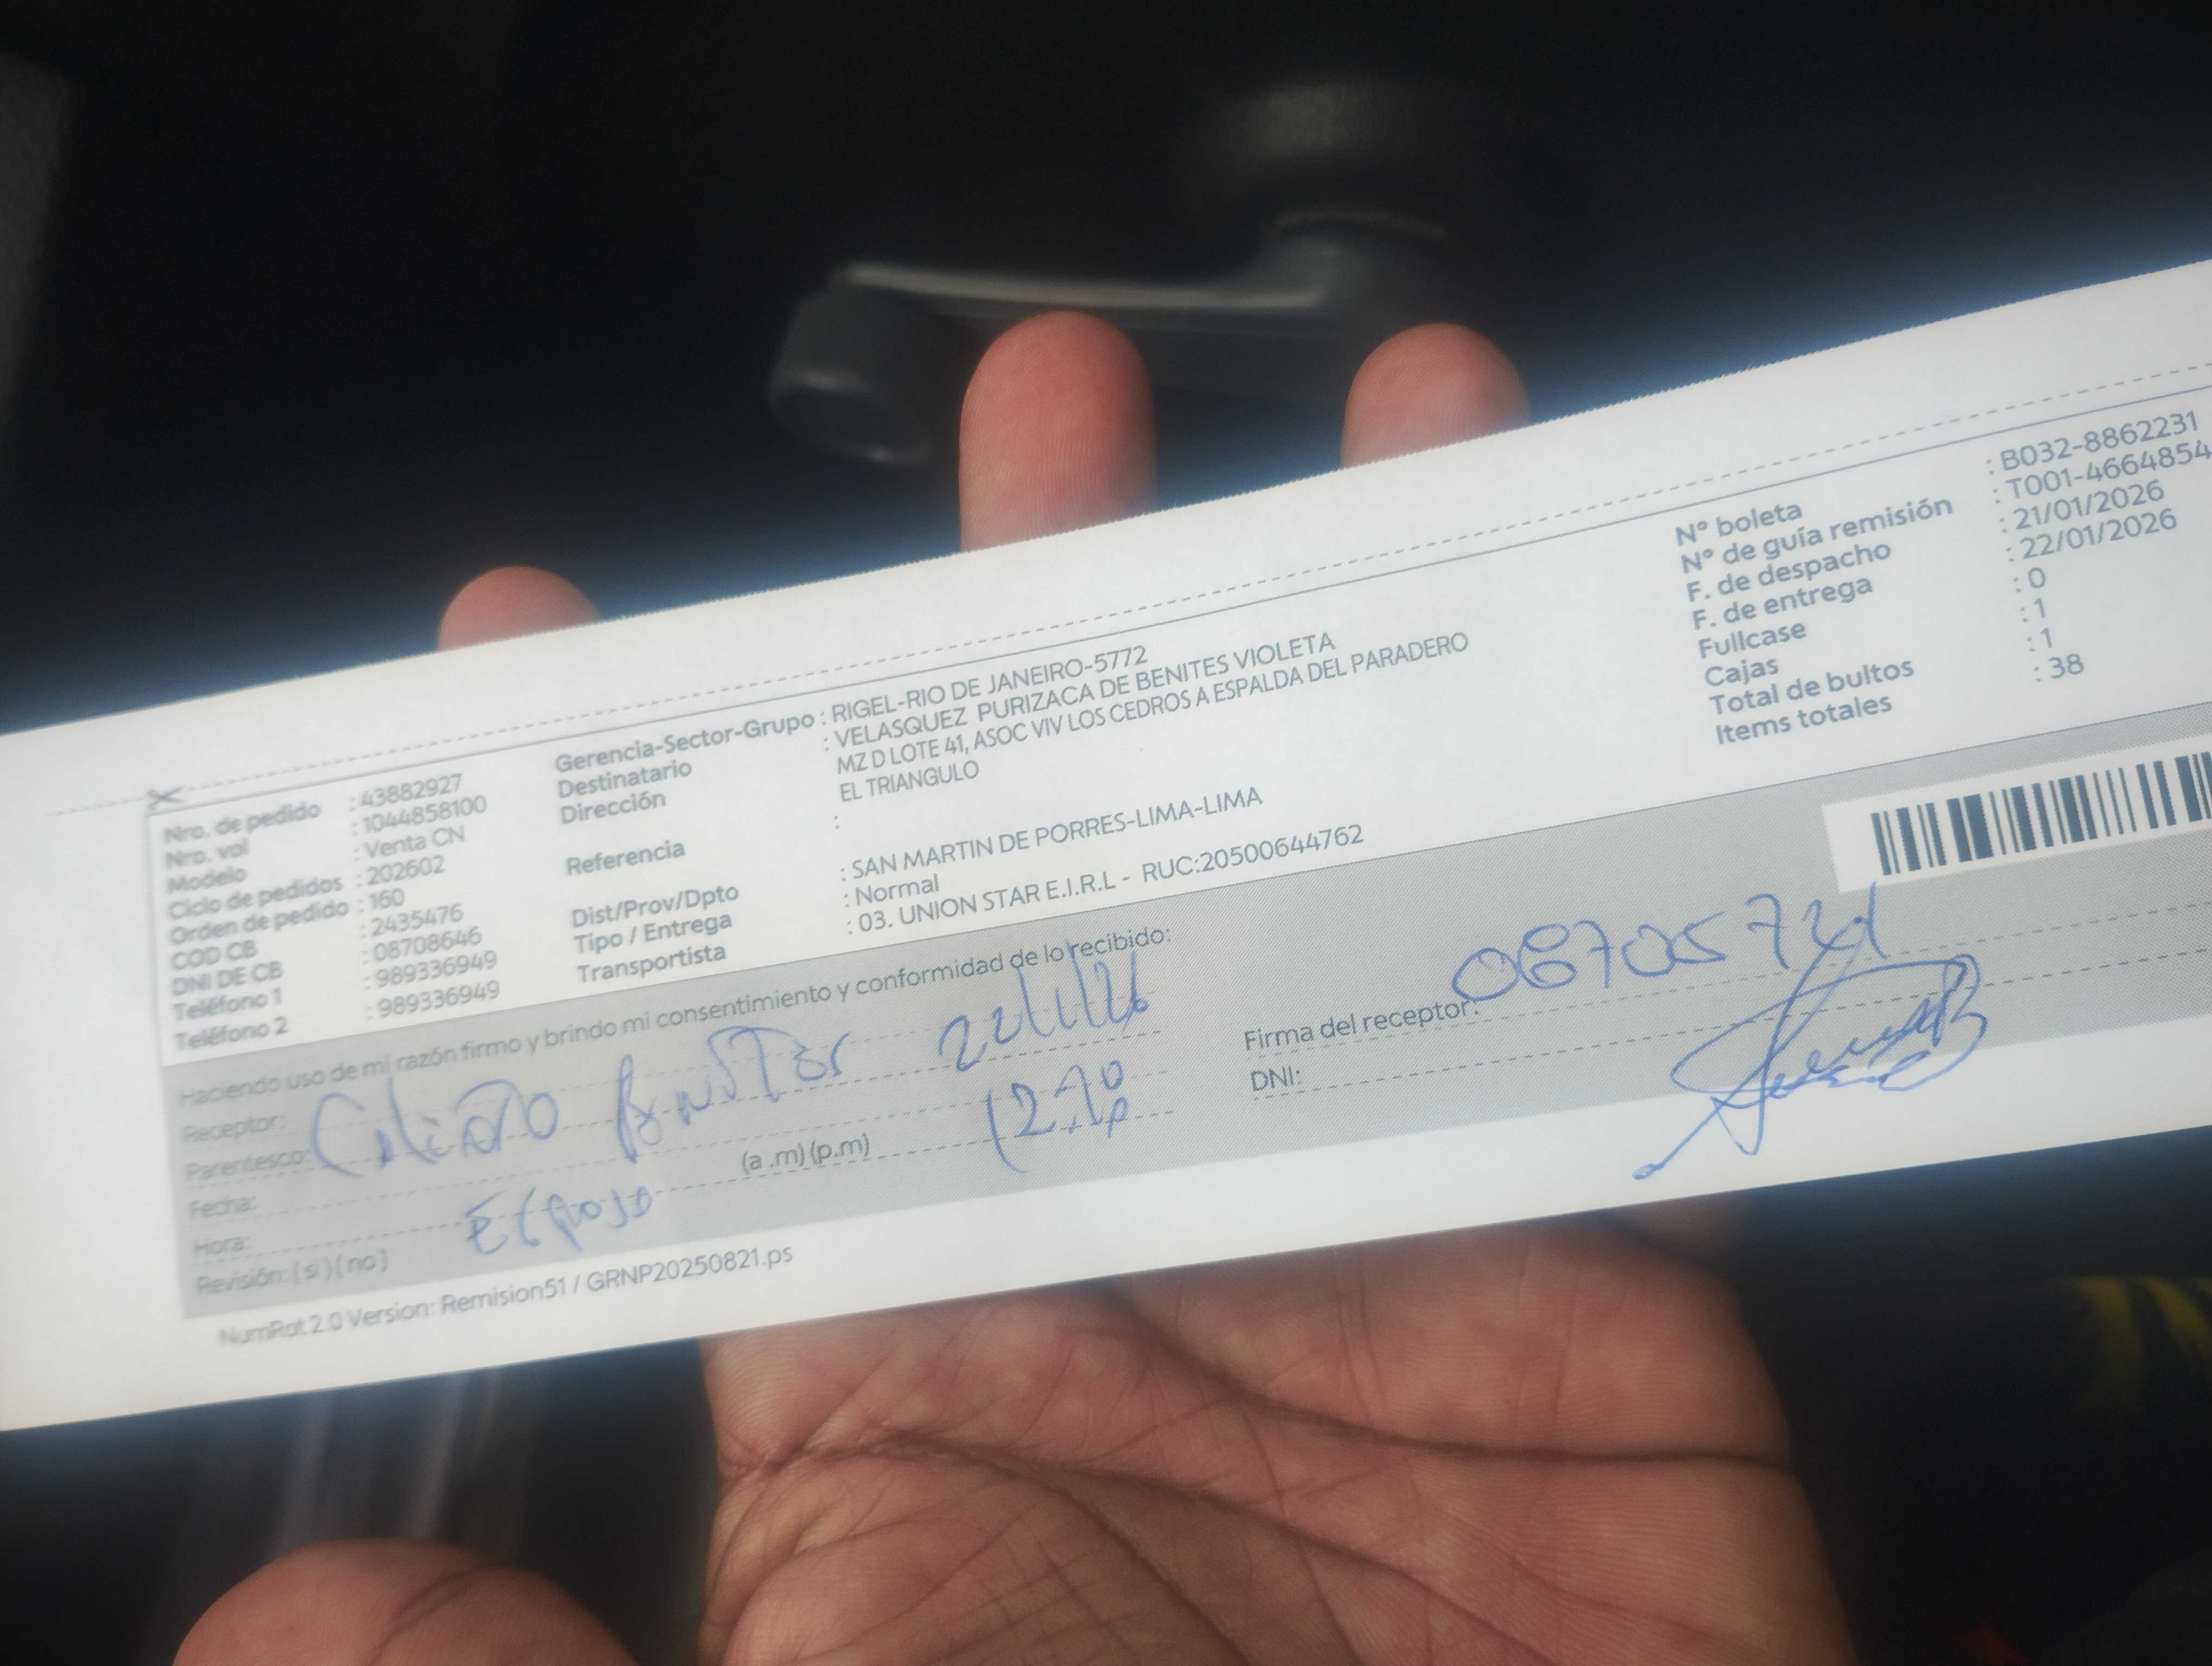 Nro. de pedido : 43882927
Nro. vol : 1044858100
Modelo : Venta CN
Ciclo de pedidos : 202602
Orden de pedido : 160
COD CB : 2435476
DNI DE CB : 08708646
Teléfono 1 : 989336949
Teléfono 2 : 989336949
Gerencia-Sector-Grupo : RIGEL-RIO DE JANEIRO-5772
Destinatario : VELASQUEZ PURIZACA DE BENITES VIOLETA
Dirección MZ D LOTE 41, ASOC VIV LOS CEDROS A ESPALDA DEL PARADERO
EL TRIANGULO
Referencia :
Dist/Prov/Dpto : SAN MARTIN DE PORRES-LIMA-LIMA
Tipo / Entrega : Normal
Transportista : 03. UNION STAR E.I.R.L - RUC:20500644762
N° boleta : B032-8862231
N° de guía remisión : T001-4664854
F. de despacho : 21/01/2026
F. de entrega : 22/01/2026
Fullcase : 0
Cajas : 1
Total de bultos : 1
Items totales : 38
Haciendo uso de mi razón firmo y brindo mi consentimiento y conformidad de lo recibido:
Receptor:
Parentesco:
Fecha: 22/1/26
Hora: (a .m) (p.m)
Esposo
Revisión: ( si ) ( no )
Firma del receptor:
DNI:
NumRot 2.0 Version: Remision51 / GRNP20250821.ps